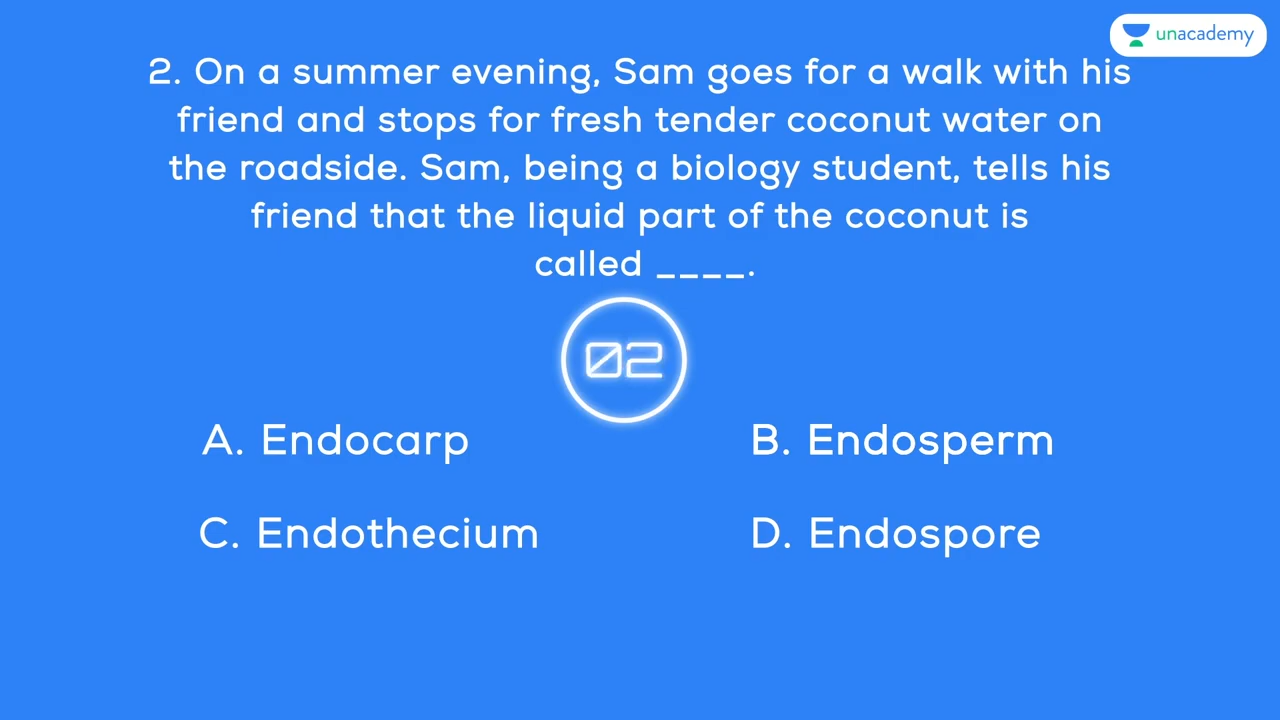 unacademy
2. On a summer evening, Sam goes for a walk with his
friend and stops for fresh tender coconut water on
the roadside. Sam, being a biology student, tells his
friend that the liquid part of the coconut is
called ____.
02
A. Endocarp
B. Endosperm
C. Endothecium
D. Endospore